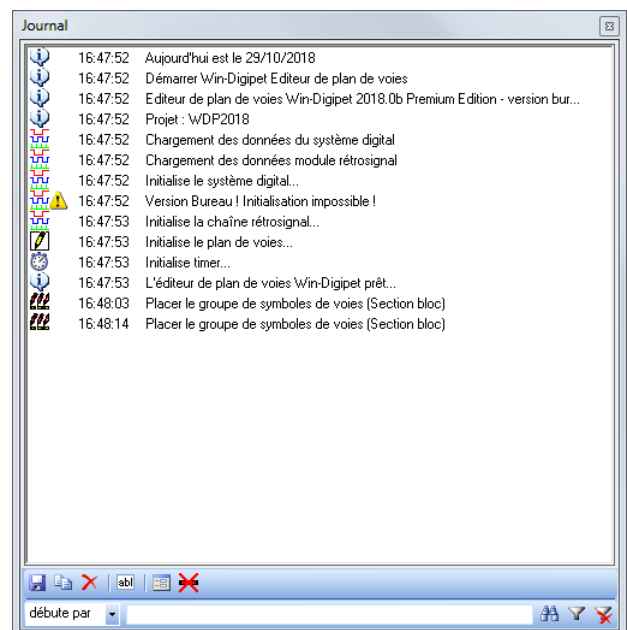 Journal
16:47:52 Aujourd'hui est le 29/10/2018
16:47:52 Démarrer Win-Digipet Editeur de plan de voies
16:47:52 Editeur de plan de voies Win-Digipet 2018.0b Premium Edition - version bur...
16:47:52 Projet : WDP2018
16:47:52 Chargement des données du système digital
16:47:52 Chargement des données module rétrosignal
16:47:52 Initialise le système digital...
16:47:52 Version Bureau ! Initialisation impossible !
16:47:53 Initialise la chaîne rétrosignal...
16:47:53 Initialise le plan de voies...
16:47:53 Initialise timer...
16:47:53 L'éditeur de plan de voies Win-Digipet prêt...
16:48:03 Placer le groupe de symboles de voies (Section bloc)
16:48:14 Placer le groupe de symboles de voies (Section bloc)
abl
débute par